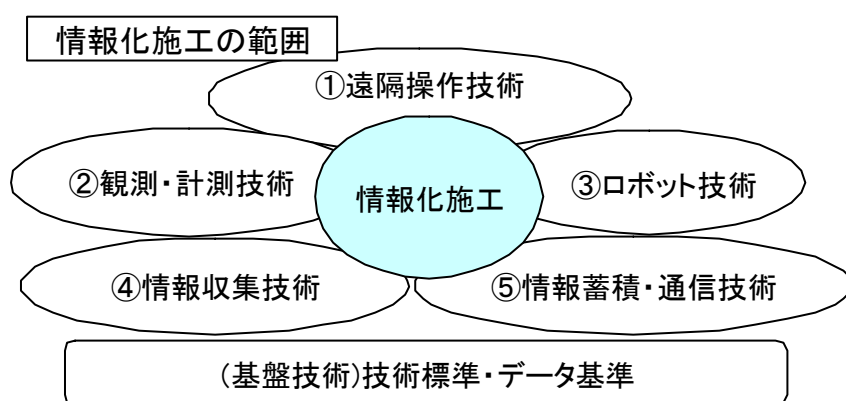 情報化施工の範囲
①遠隔操作技術
②観測・計測技術
情報化施工
③ロボット技術
④情報収集技術
⑤情報蓄積・通信技術
(基盤技術)技術標準・データ基準